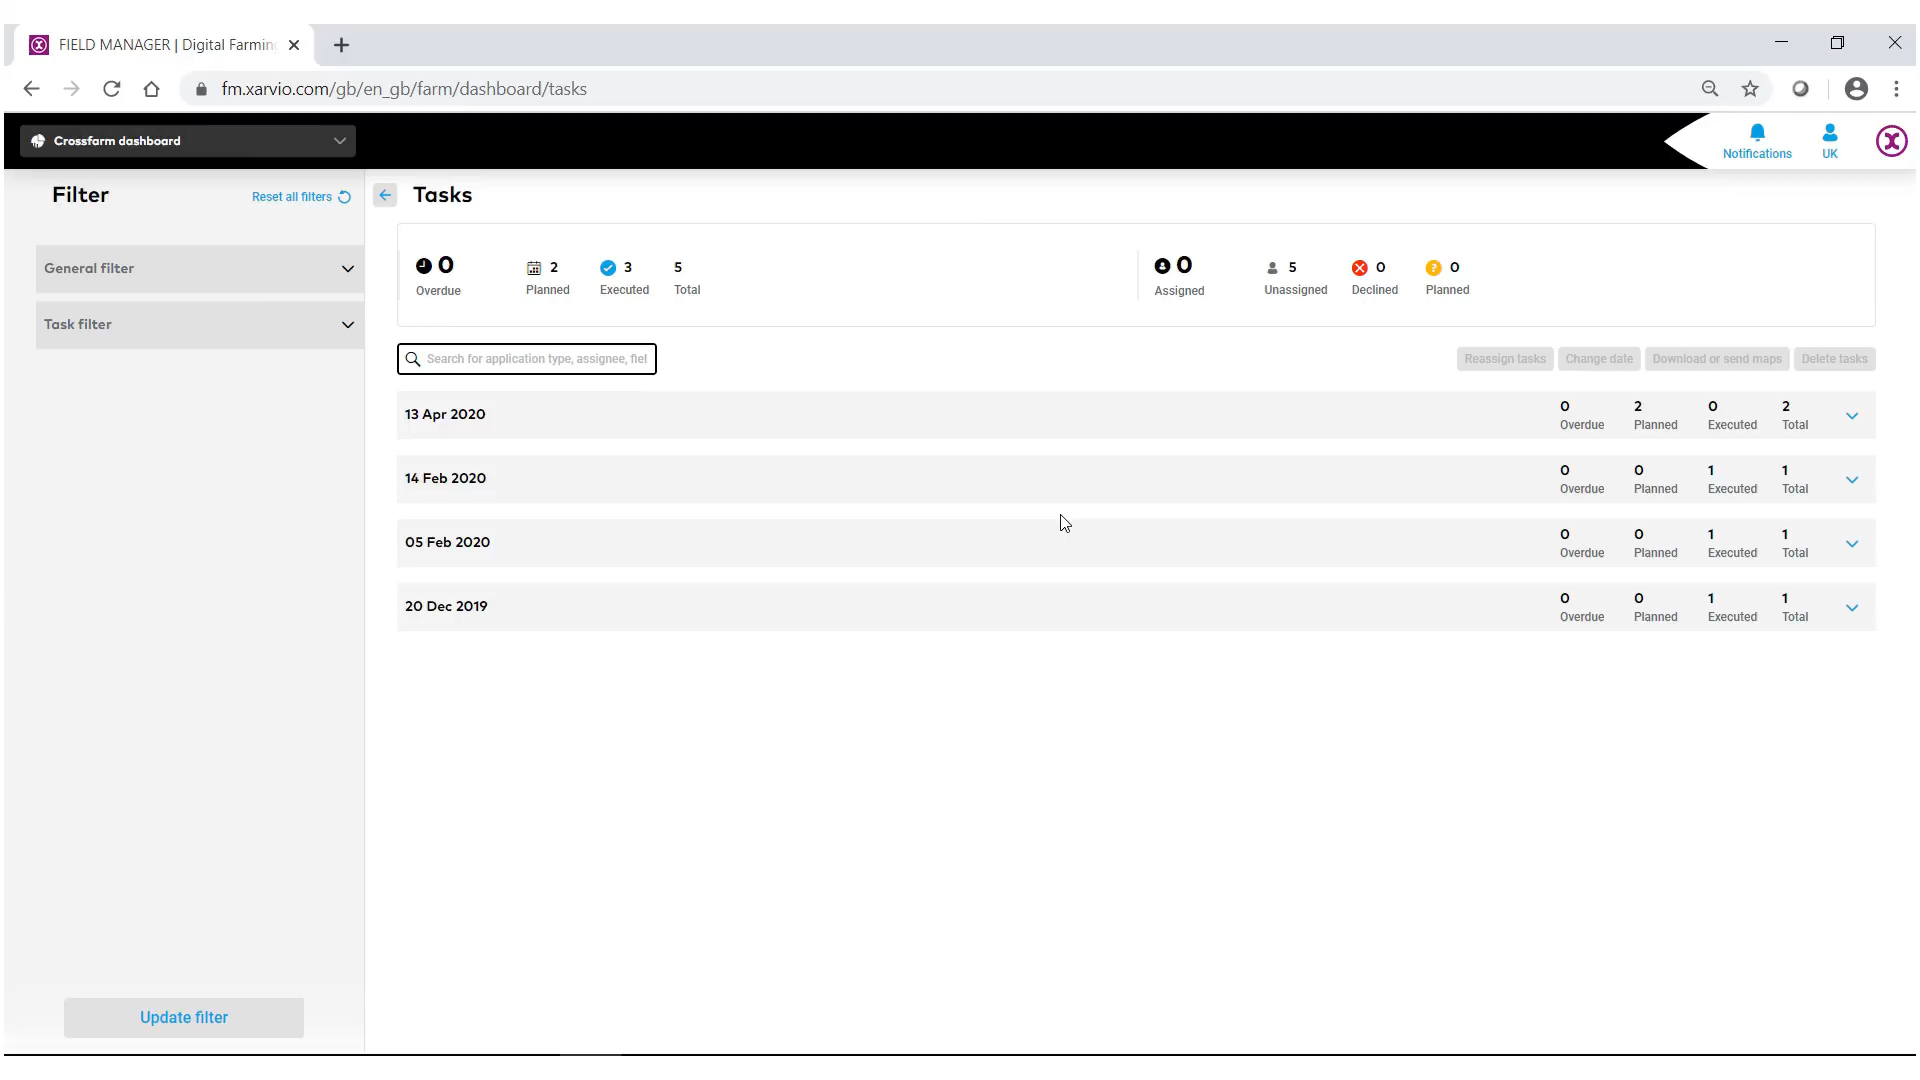 FIELD MANAGER | Digital Farmin
fm.xarvio.com/gb/en_gb/farm/dashboard/tasks
Crossfarm dashboard
Notifications
UK
Filter
Reset all filters
Tasks
General filter
Task filter
0
Overdue
2
Planned
3
Executed
5
Total
0
Assigned
5
Unassigned
0
Declined
0
Planned
Search for application type, assignee, fiel
Reassign tasks
Change date
Download or send maps
Delete tasks
13 Apr 2020
0 2 0 2
Overdue Planned Executed Total
14 Feb 2020
0 0 1 1
Overdue Planned Executed Total
05 Feb 2020
0 0 1 1
Overdue Planned Executed Total
20 Dec 2019
0 0 1 1
Overdue Planned Executed Total
Update filter